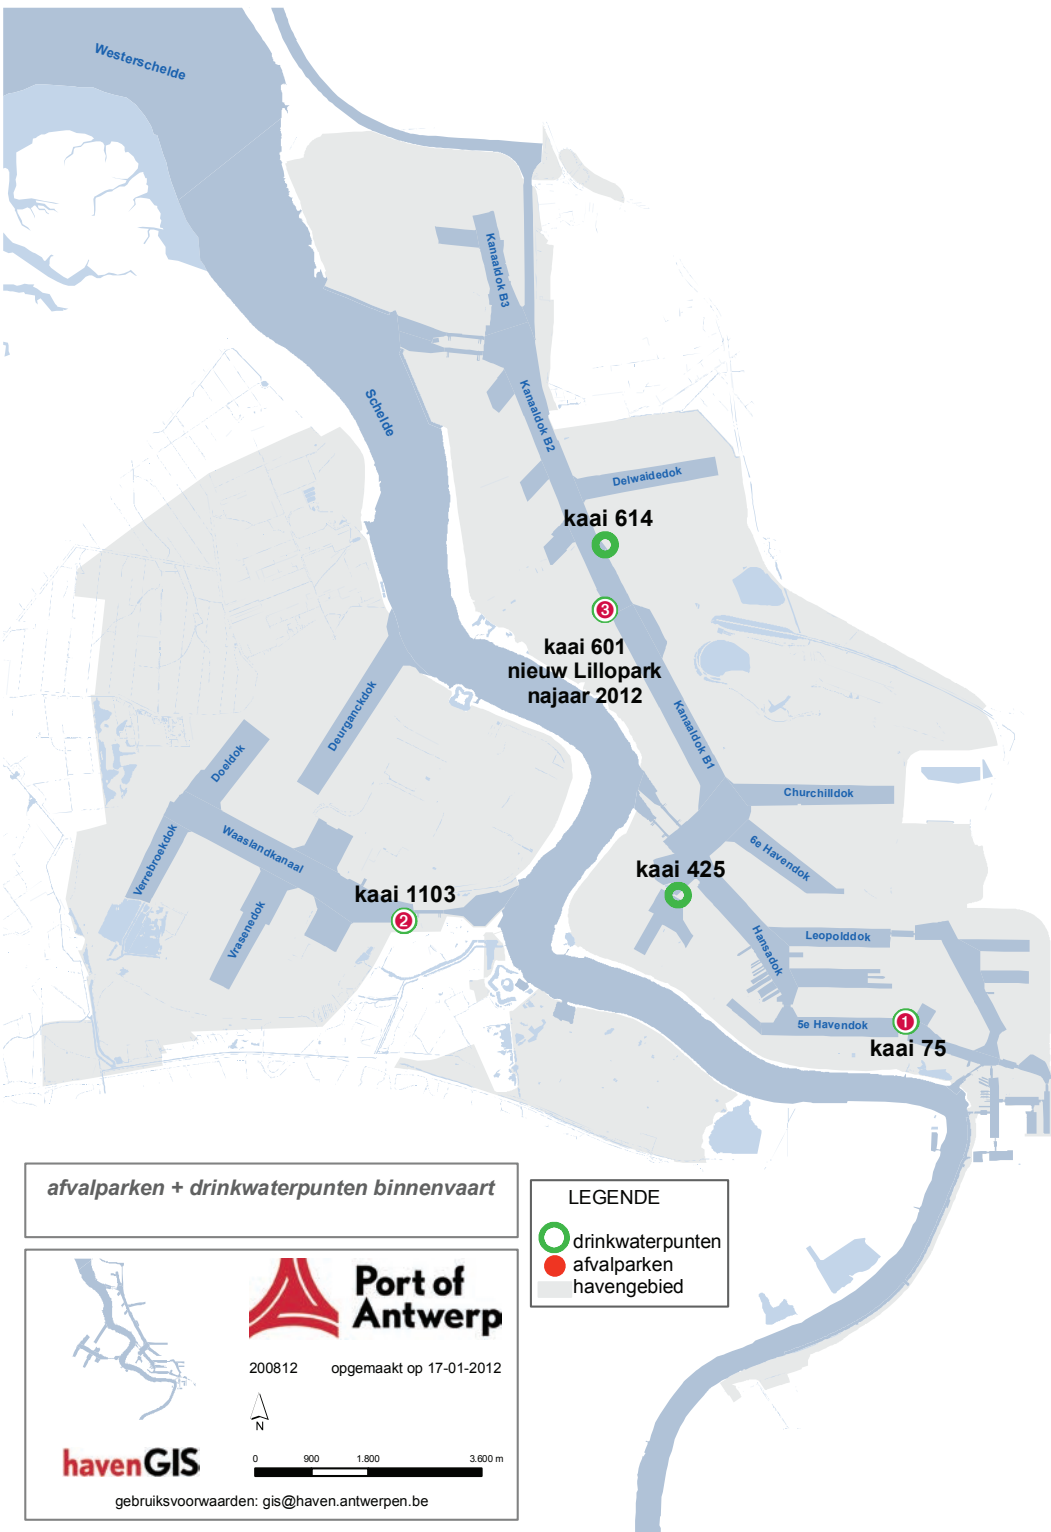 Westerschelde
Kanaaldok B3
Schelde
Kanaaldok B2
Delwaidedok
kaai 614
3
kaai 601
nieuw Lillopark
najaar 2012
Deurganckdok
Kanaaldok B1
Doeldok
Churchilldok
Waaslandkanaal
Verrebroekdok
6e Havendok
kaai 425
kaai 1103
2
Vrasenedok
Hansadok
Leopolddok
5e Havendok
1
kaai 75
afvalparken + drinkwaterpunten binnenvaart
LEGENDE
drinkwaterpunten
afvalparken
havengebied
Port of
Antwerp
200812 opgemaakt op 17-01-2012
N
havenGIS
0 900 1.800 3.600 m
gebruiksvoorwaarden: gis@haven.antwerpen.be